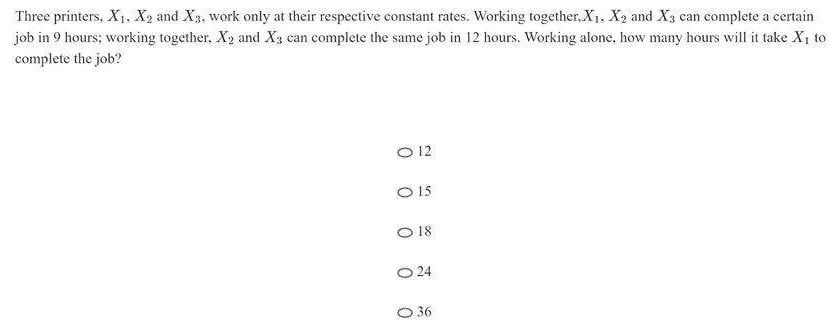 Three printers, X₁, X₂ and X₃, work only at their respective constant rates. Working together,X₁, X₂ and X₃ can complete a certain
job in 9 hours; working together, X₂ and X₃ can complete the same job in 12 hours. Working alone, how many hours will it take X₁ to
complete the job?
12
15
18
24
36